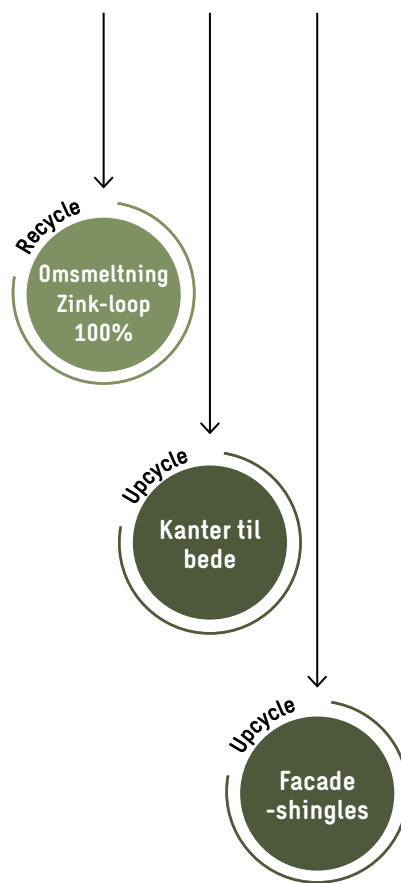 Recycle
Omsmeltning
Zink-loop
100%
Upcycle
Kanter til
bede
Upcycle
Facade
-shingles